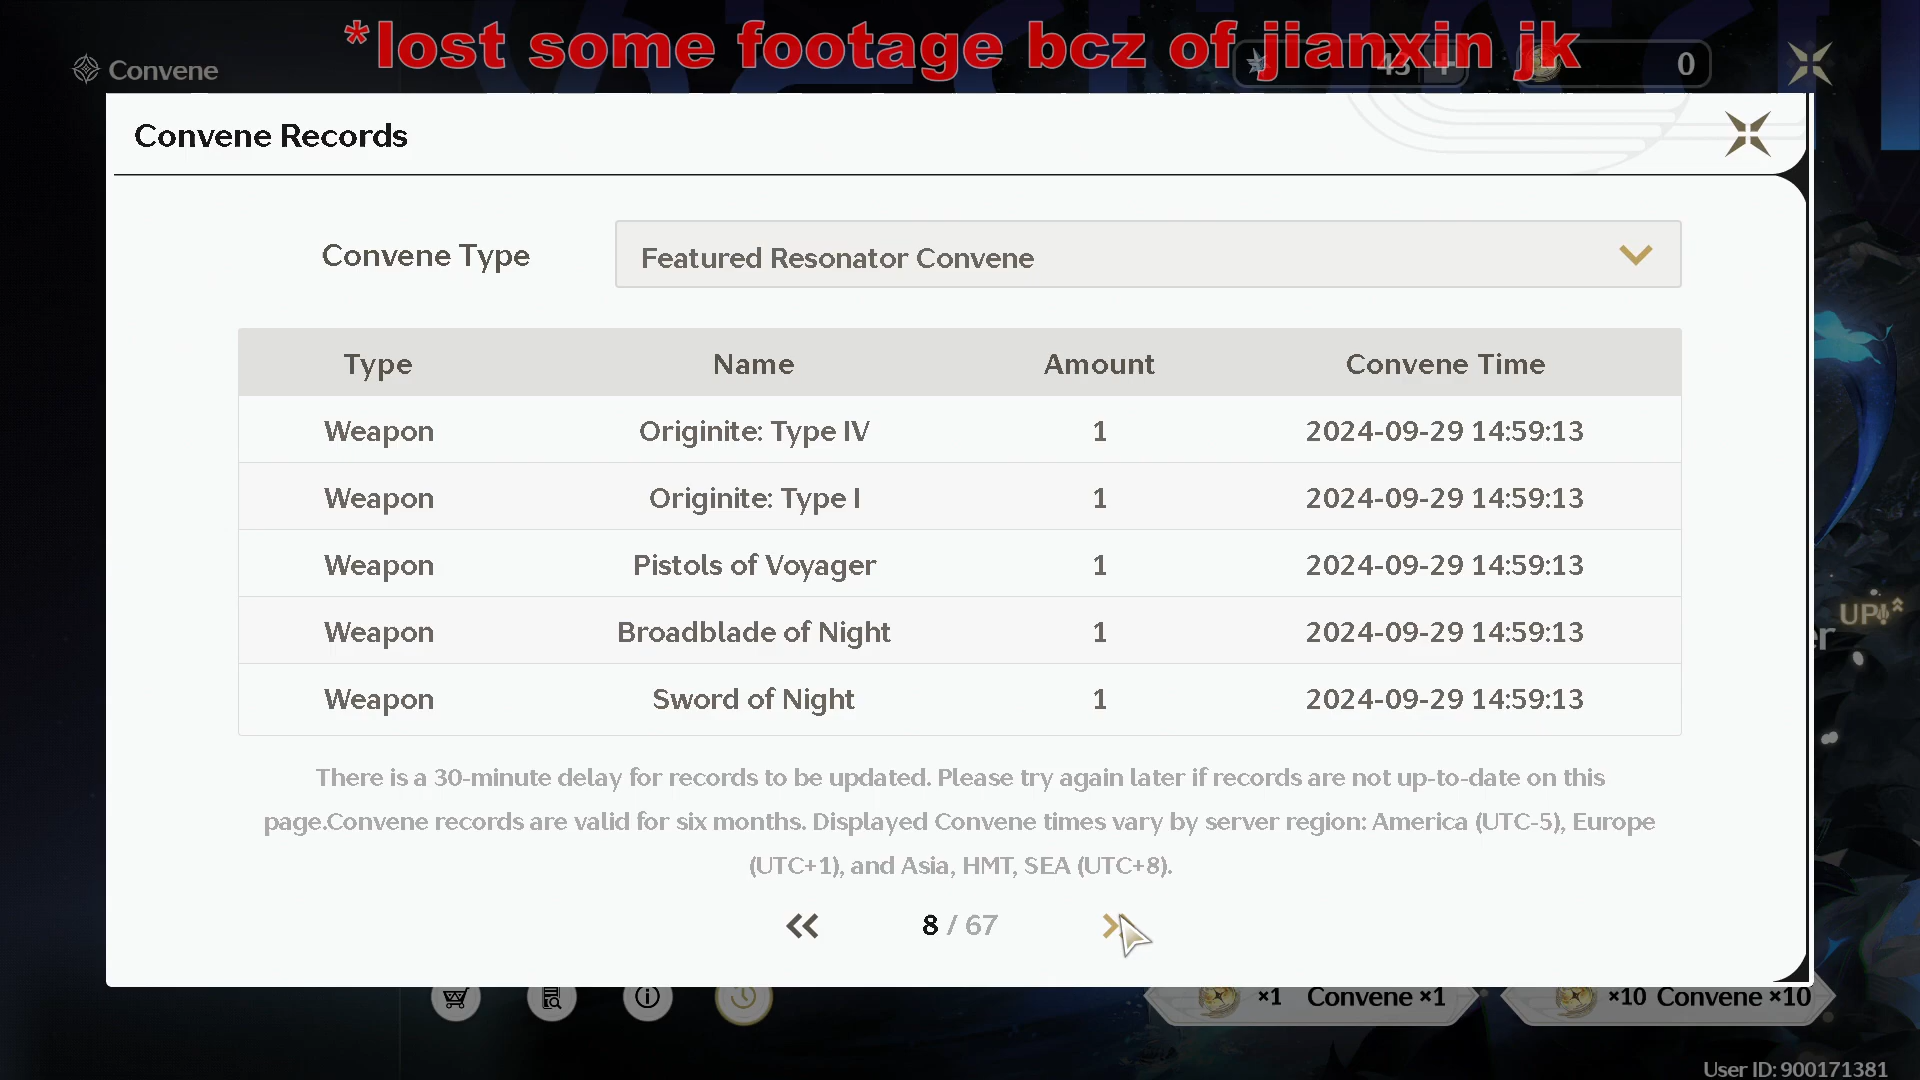 *lost some footage bcz of jianxin jk
Convene
0
Convene Records
Convene Type
Featured Resonator Convene
Type Name Amount Convene Time
Weapon Originite: Type IV 1 2024-09-29 14:59:13
Weapon Originite: Type I 1 2024-09-29 14:59:13
Weapon Pistols of Voyager 1 2024-09-29 14:59:13
Weapon Broadblade of Night 1 2024-09-29 14:59:13
Weapon Sword of Night 1 2024-09-29 14:59:13
UP!
er
There is a 30-minute delay for records to be updated. Please try again later if records are not up-to-date on this
page.Convene records are valid for six months. Displayed Convene times vary by server region: America (UTC-5), Europe
(UTC+1), and Asia, HMT, SEA (UTC+8).
8 / 67
×1 Convene ×1
×10 Convene ×10
User ID: 900171381